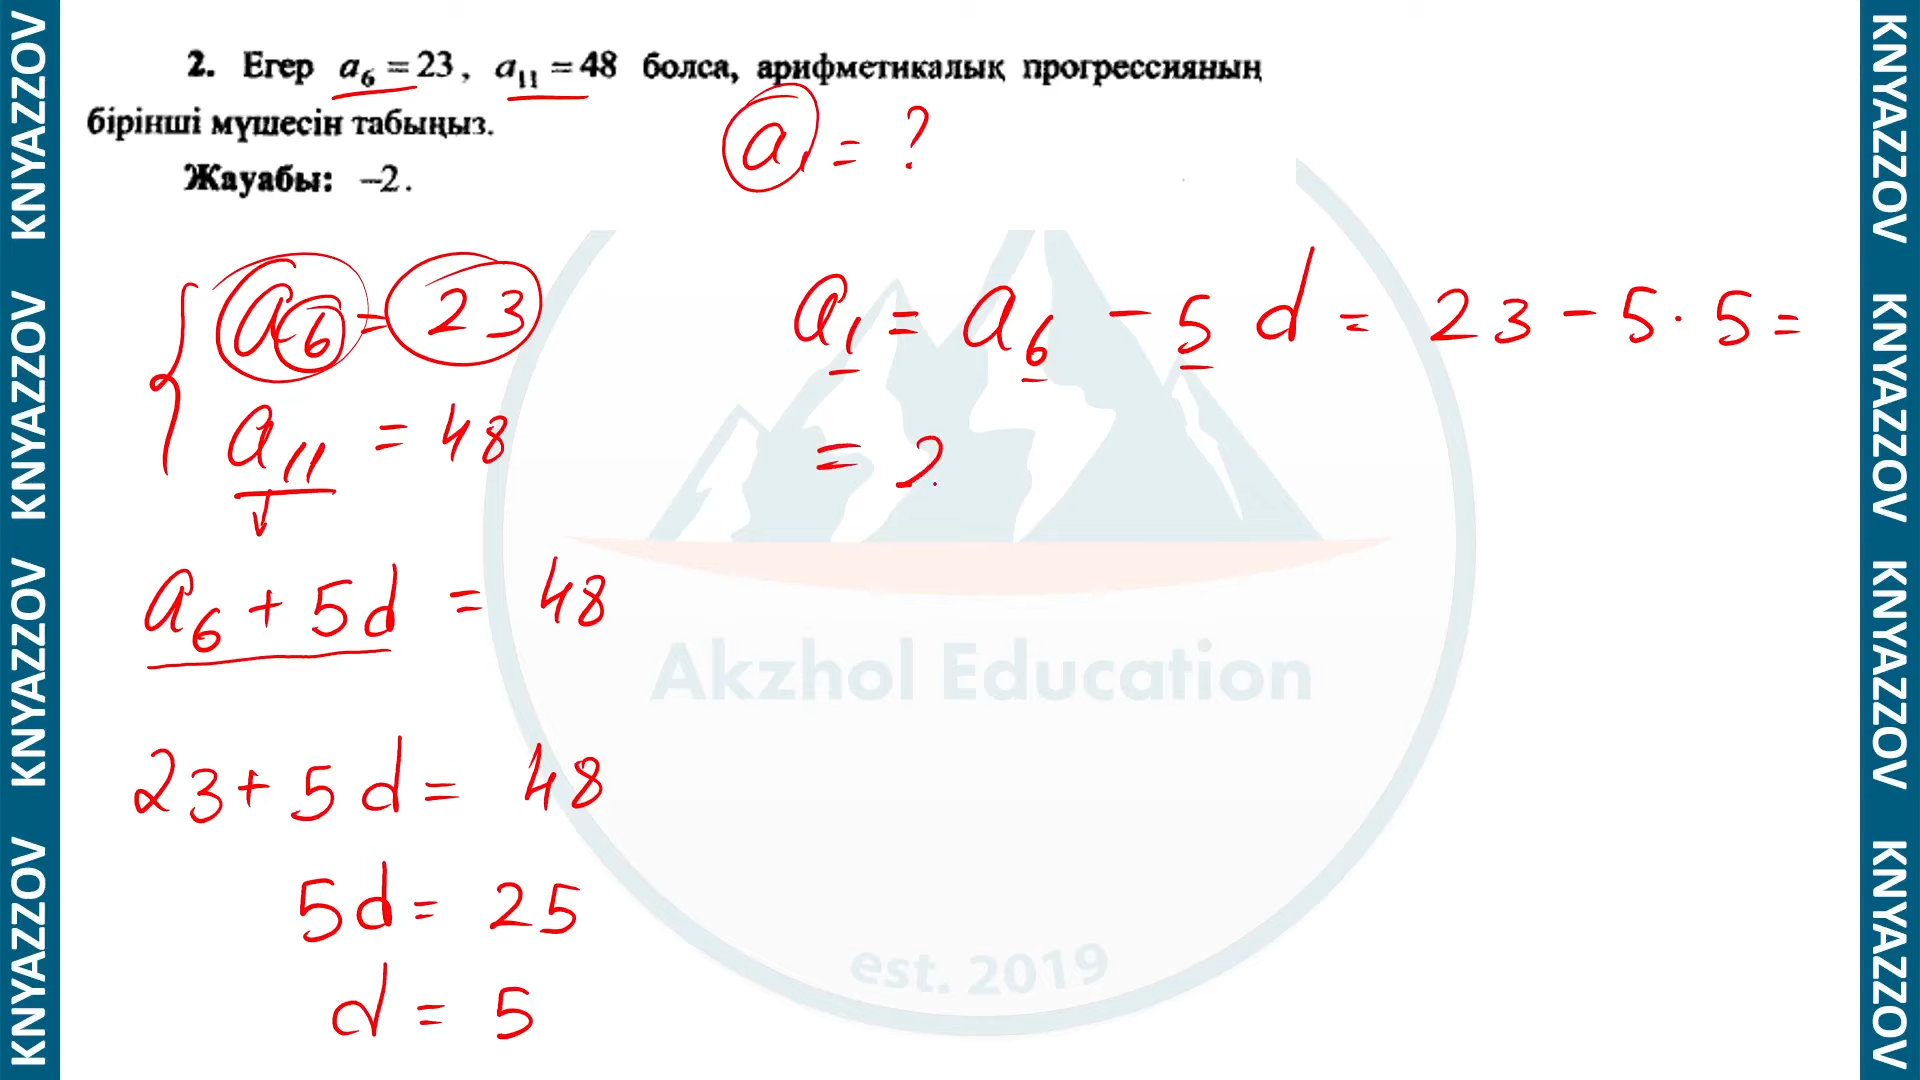 2. Егер a₆ = 23, a₁₁ = 48 болса, арифметикалық прогрессияның
бірінші мүшесін табыңыз.
Жауабы: –2.
a₁ = ?
a₆ = 23
a₁₁ = 48
a₆ + 5d = 48
23 + 5d = 48
5d = 25
d = 5
a₁ = a₆ – 5d = 23 – 5 · 5 =
= 2
Akzhol Education
est. 2019
KNYAZZOV KNYAZZOV KNYAZZOV KNYAZZOV
KNYAZZOV KNYAZZOV KNYAZZOV KNYAZZOV